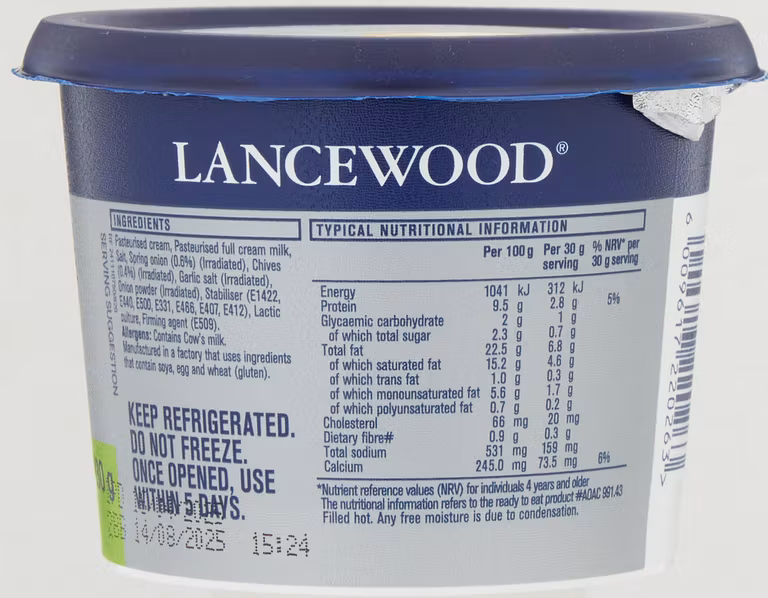 LANCEWOOD®
INGREDIENTS
Pasteurised cream, Pasteurised full cream milk,
Salt, Spring onion (0.8%) (Irradiated), Chives
(0.4%) (Irradiated), Garlic salt (Irradiated),
Onion powder (Irradiated), Stabiliser (E1422,
E440, E500, E331, E466, E407, E412), Lactic
culture, Firming agent (E509).
Allergens: Contains Cow's milk.
Manufactured in a factory that uses ingredients
that contain soya, egg and wheat (gluten).
SERVING SUGGESTION
KEEP REFRIGERATED.
DO NOT FREEZE.
ONCE OPENED, USE
WITHIN 5 DAYS.
14/08/2025 15:24
TYPICAL NUTRITIONAL INFORMATION
Per 100 g Per 30 g serving % NRV* per 30 g serving
Energy 1041 kJ 312 kJ
Protein 9.5 g 2.8 g 5%
Glycaemic carbohydrate 2 g 1 g
of which total sugar 2.3 g 0.7 g
Total fat 22.5 g 6.8 g
of which saturated fat 15.2 g 4.6 g
of which trans fat 1.0 g 0.3 g
of which monounsaturated fat 5.6 g 1.7 g
of which polyunsaturated fat 0.7 g 0.2 g
Cholesterol 66 mg 20 mg
Dietary fibre# 0.9 g 0.3 g
Total sodium 531 mg 159 mg
Calcium 245.0 mg 73.5 mg 6%
*Nutrient reference values (NRV) for individuals 4 years and older
The nutritional information refers to the ready to eat product #AOAC 991.43
Filled hot. Any free moisture is due to condensation.
6 009617 220263 >